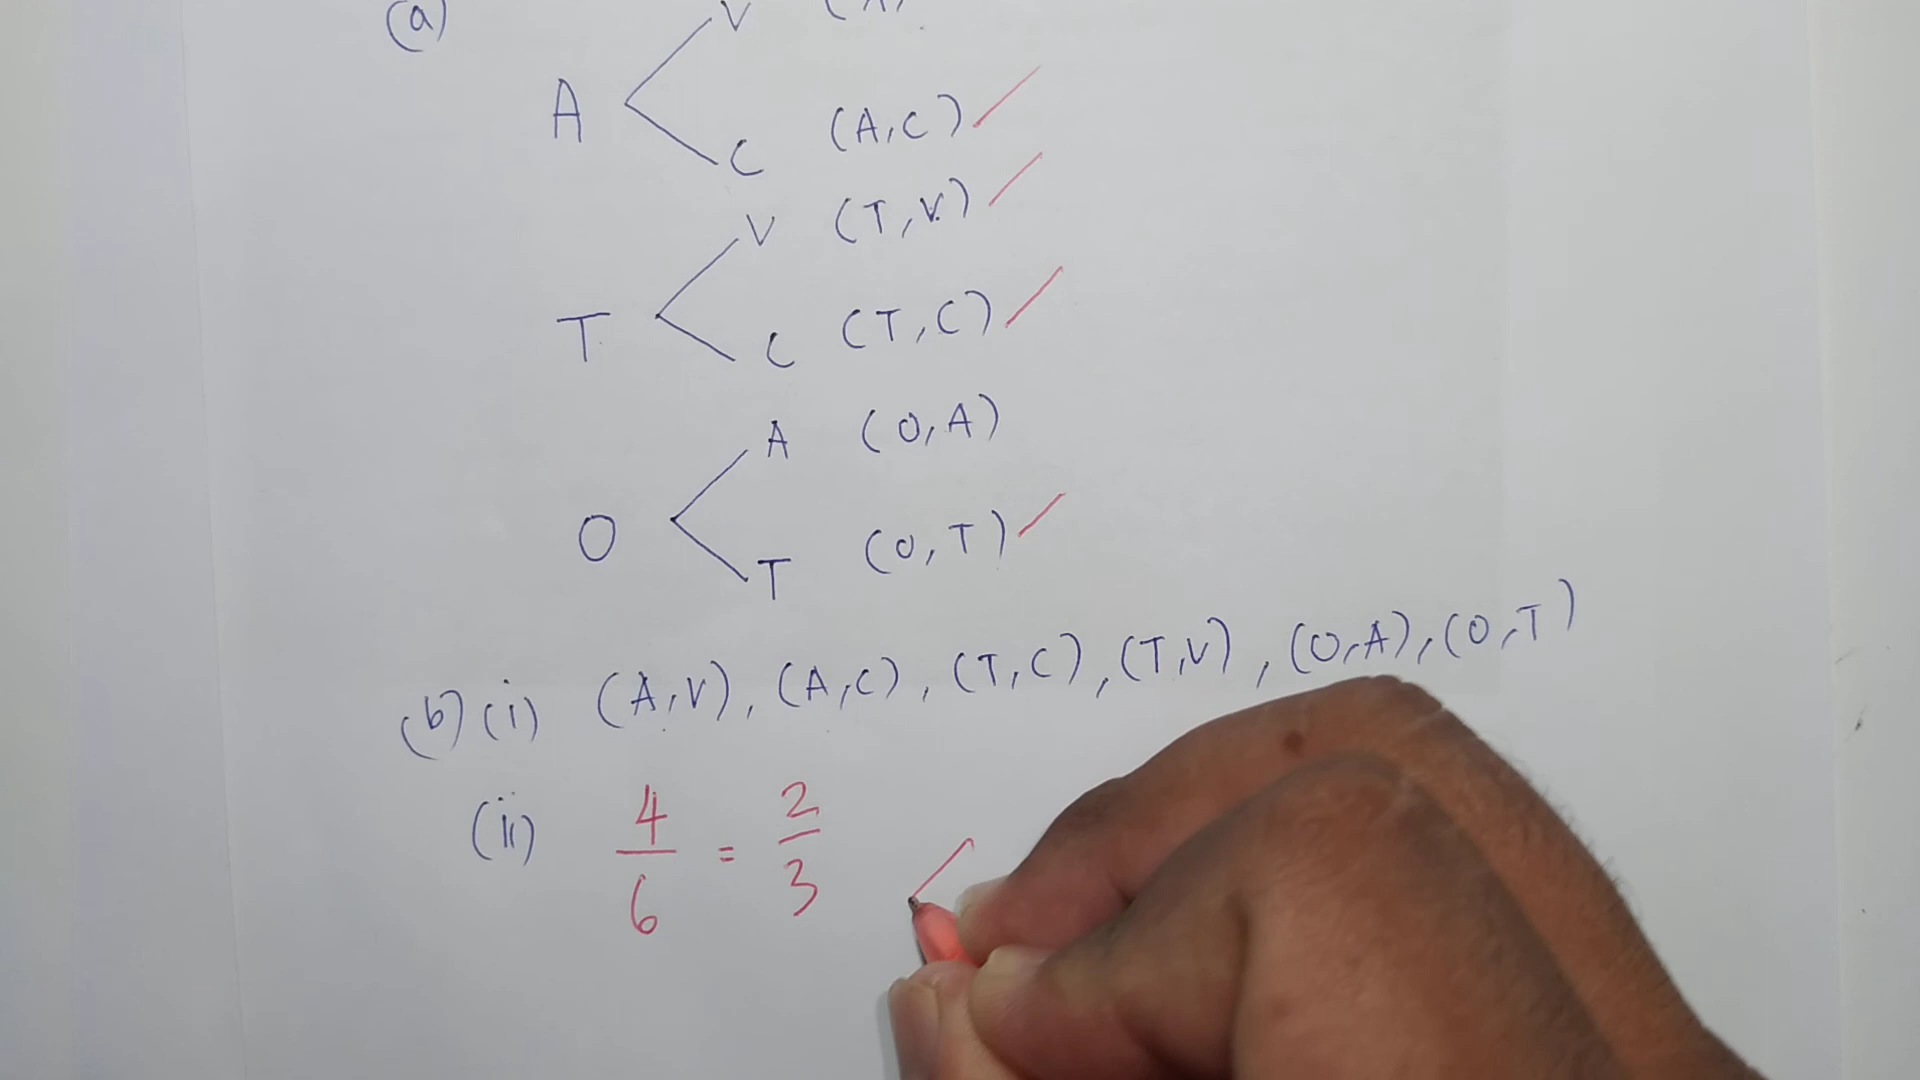 (a)
V
A
C (A,C)
V (T,V)
T
C (T,C)
A (O,A)
O
T (O,T)
(b) (i) (A,V), (A,C), (T,C), (T,V), (O,A), (O,T)
(ii) 4/6 = 2/3